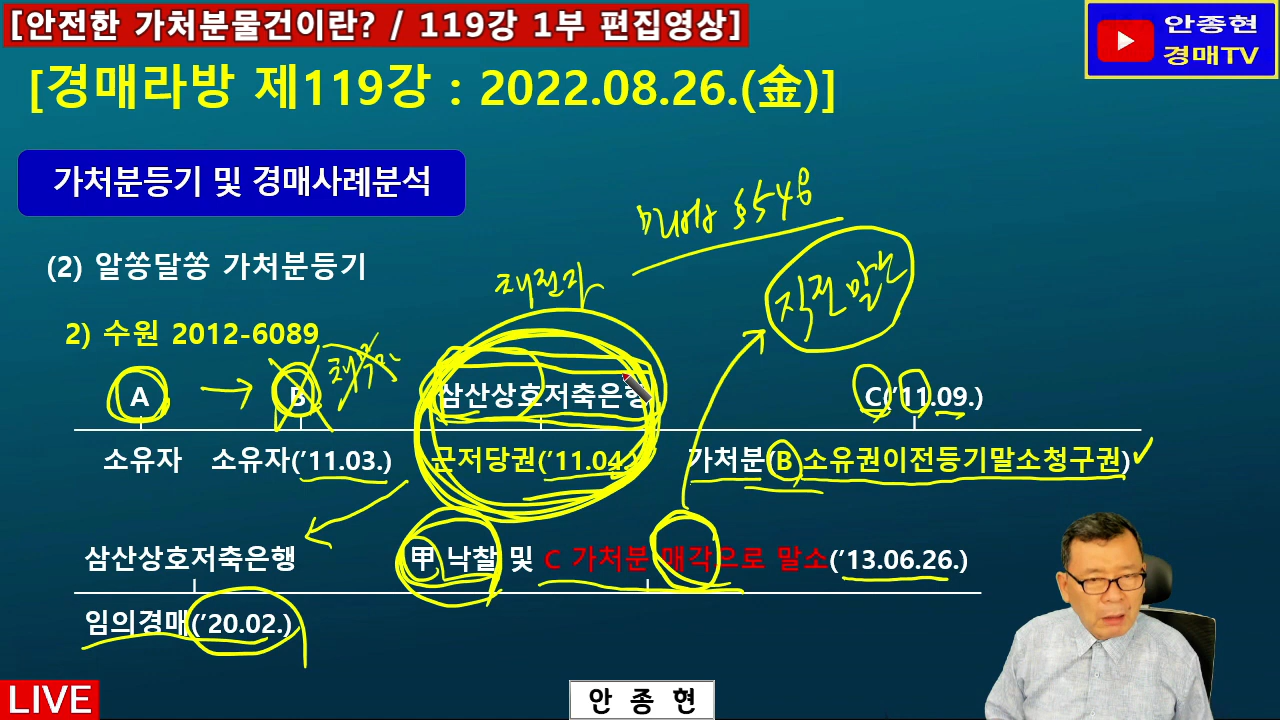 [안전한 가처분물건이란? / 119강 1부 편집영상]
안종현
경매TV
[경매라방 제119강 : 2022.08.26.(金)]
가처분등기 및 경매사례분석
민법 §548
(2) 알쏭달쏭 가처분등기
직권말소
2) 수원 2012-6089
A B 삼산상호저축은행 C('11.09.)
소유자 소유자('11.03.) 근저당권('11.04.) 가처분(B 소유권이전등기말소청구권)
삼산상호저축은행 甲 낙찰 및 C 가처분 매각으로 말소('13.06.26.)
임의경매('20.02.)
LIVE
안 종 현